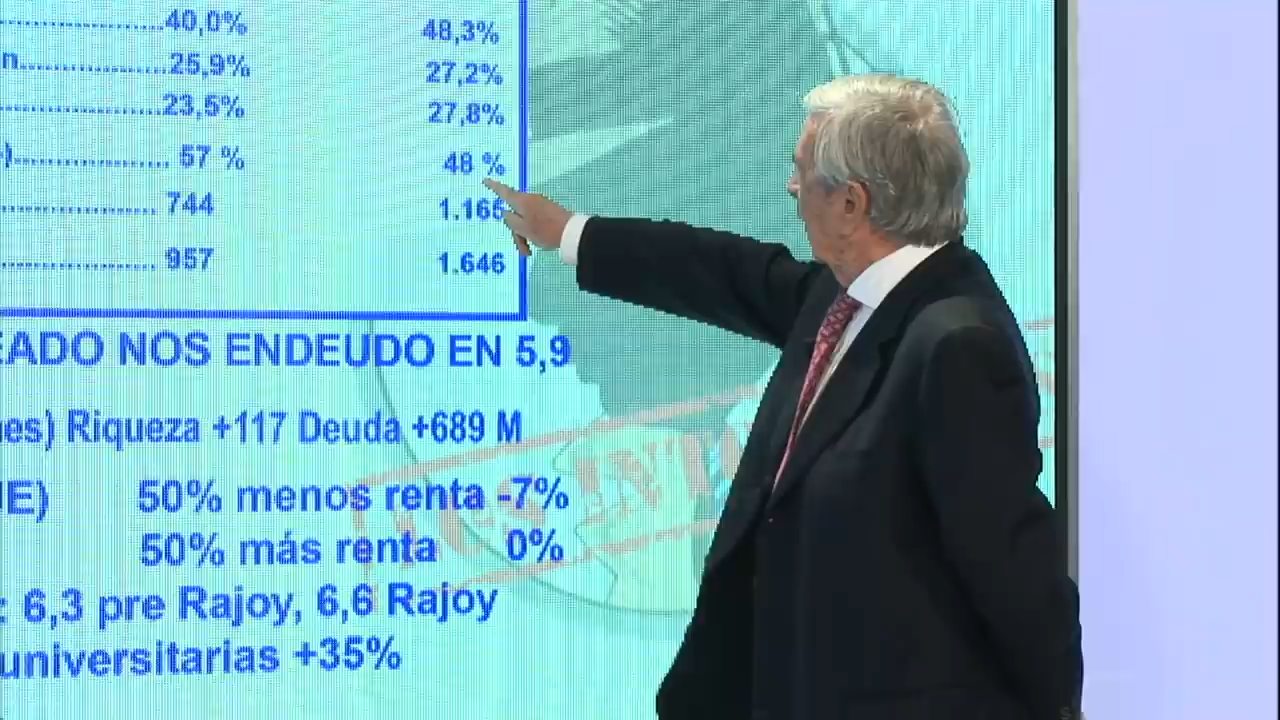 40,0% 48,3%
n 25,9% 27,2%
23,5% 27,8%
) 57 % 48 %
744 1.165
957 1.646
EADO NOS ENDEUDO EN 5,9
nes) Riqueza +117 Deuda +689 M
IE) 50% menos renta -7%
50% más renta 0%
: 6,3 pre Rajoy, 6,6 Rajoy
universitarias +35%